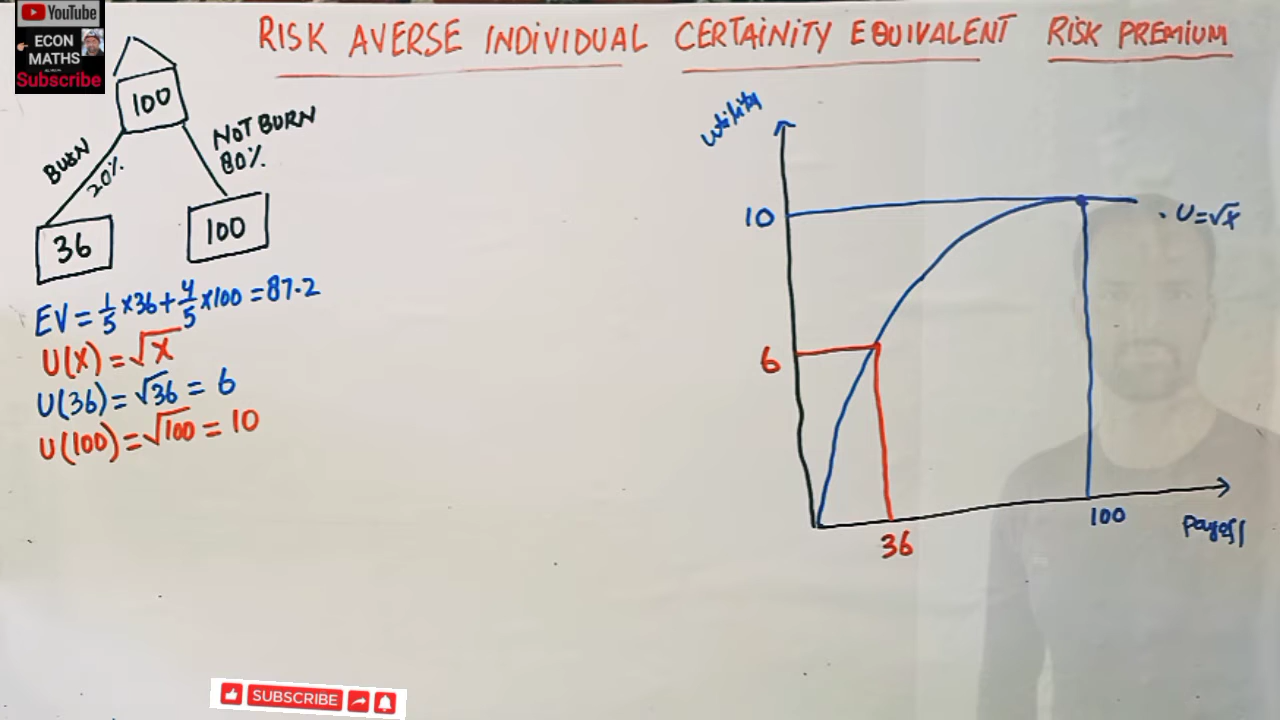 YouTube
ECON
MATHS
Subscribe
RISK AVERSE INDIVIDUAL CERTAINITY EQUIVALENT RISK PREMIUM
100
BURN
20%
NOT BURN
80%
36
100
EV = 1/5 × 36 + 4/5 × 100 = 87.2
U(X) = √X
U(36) = √36 = 6
U(100) = √100 = 10
utility
10
. U = √X
6
36
100
Payoff
SUBSCRIBE